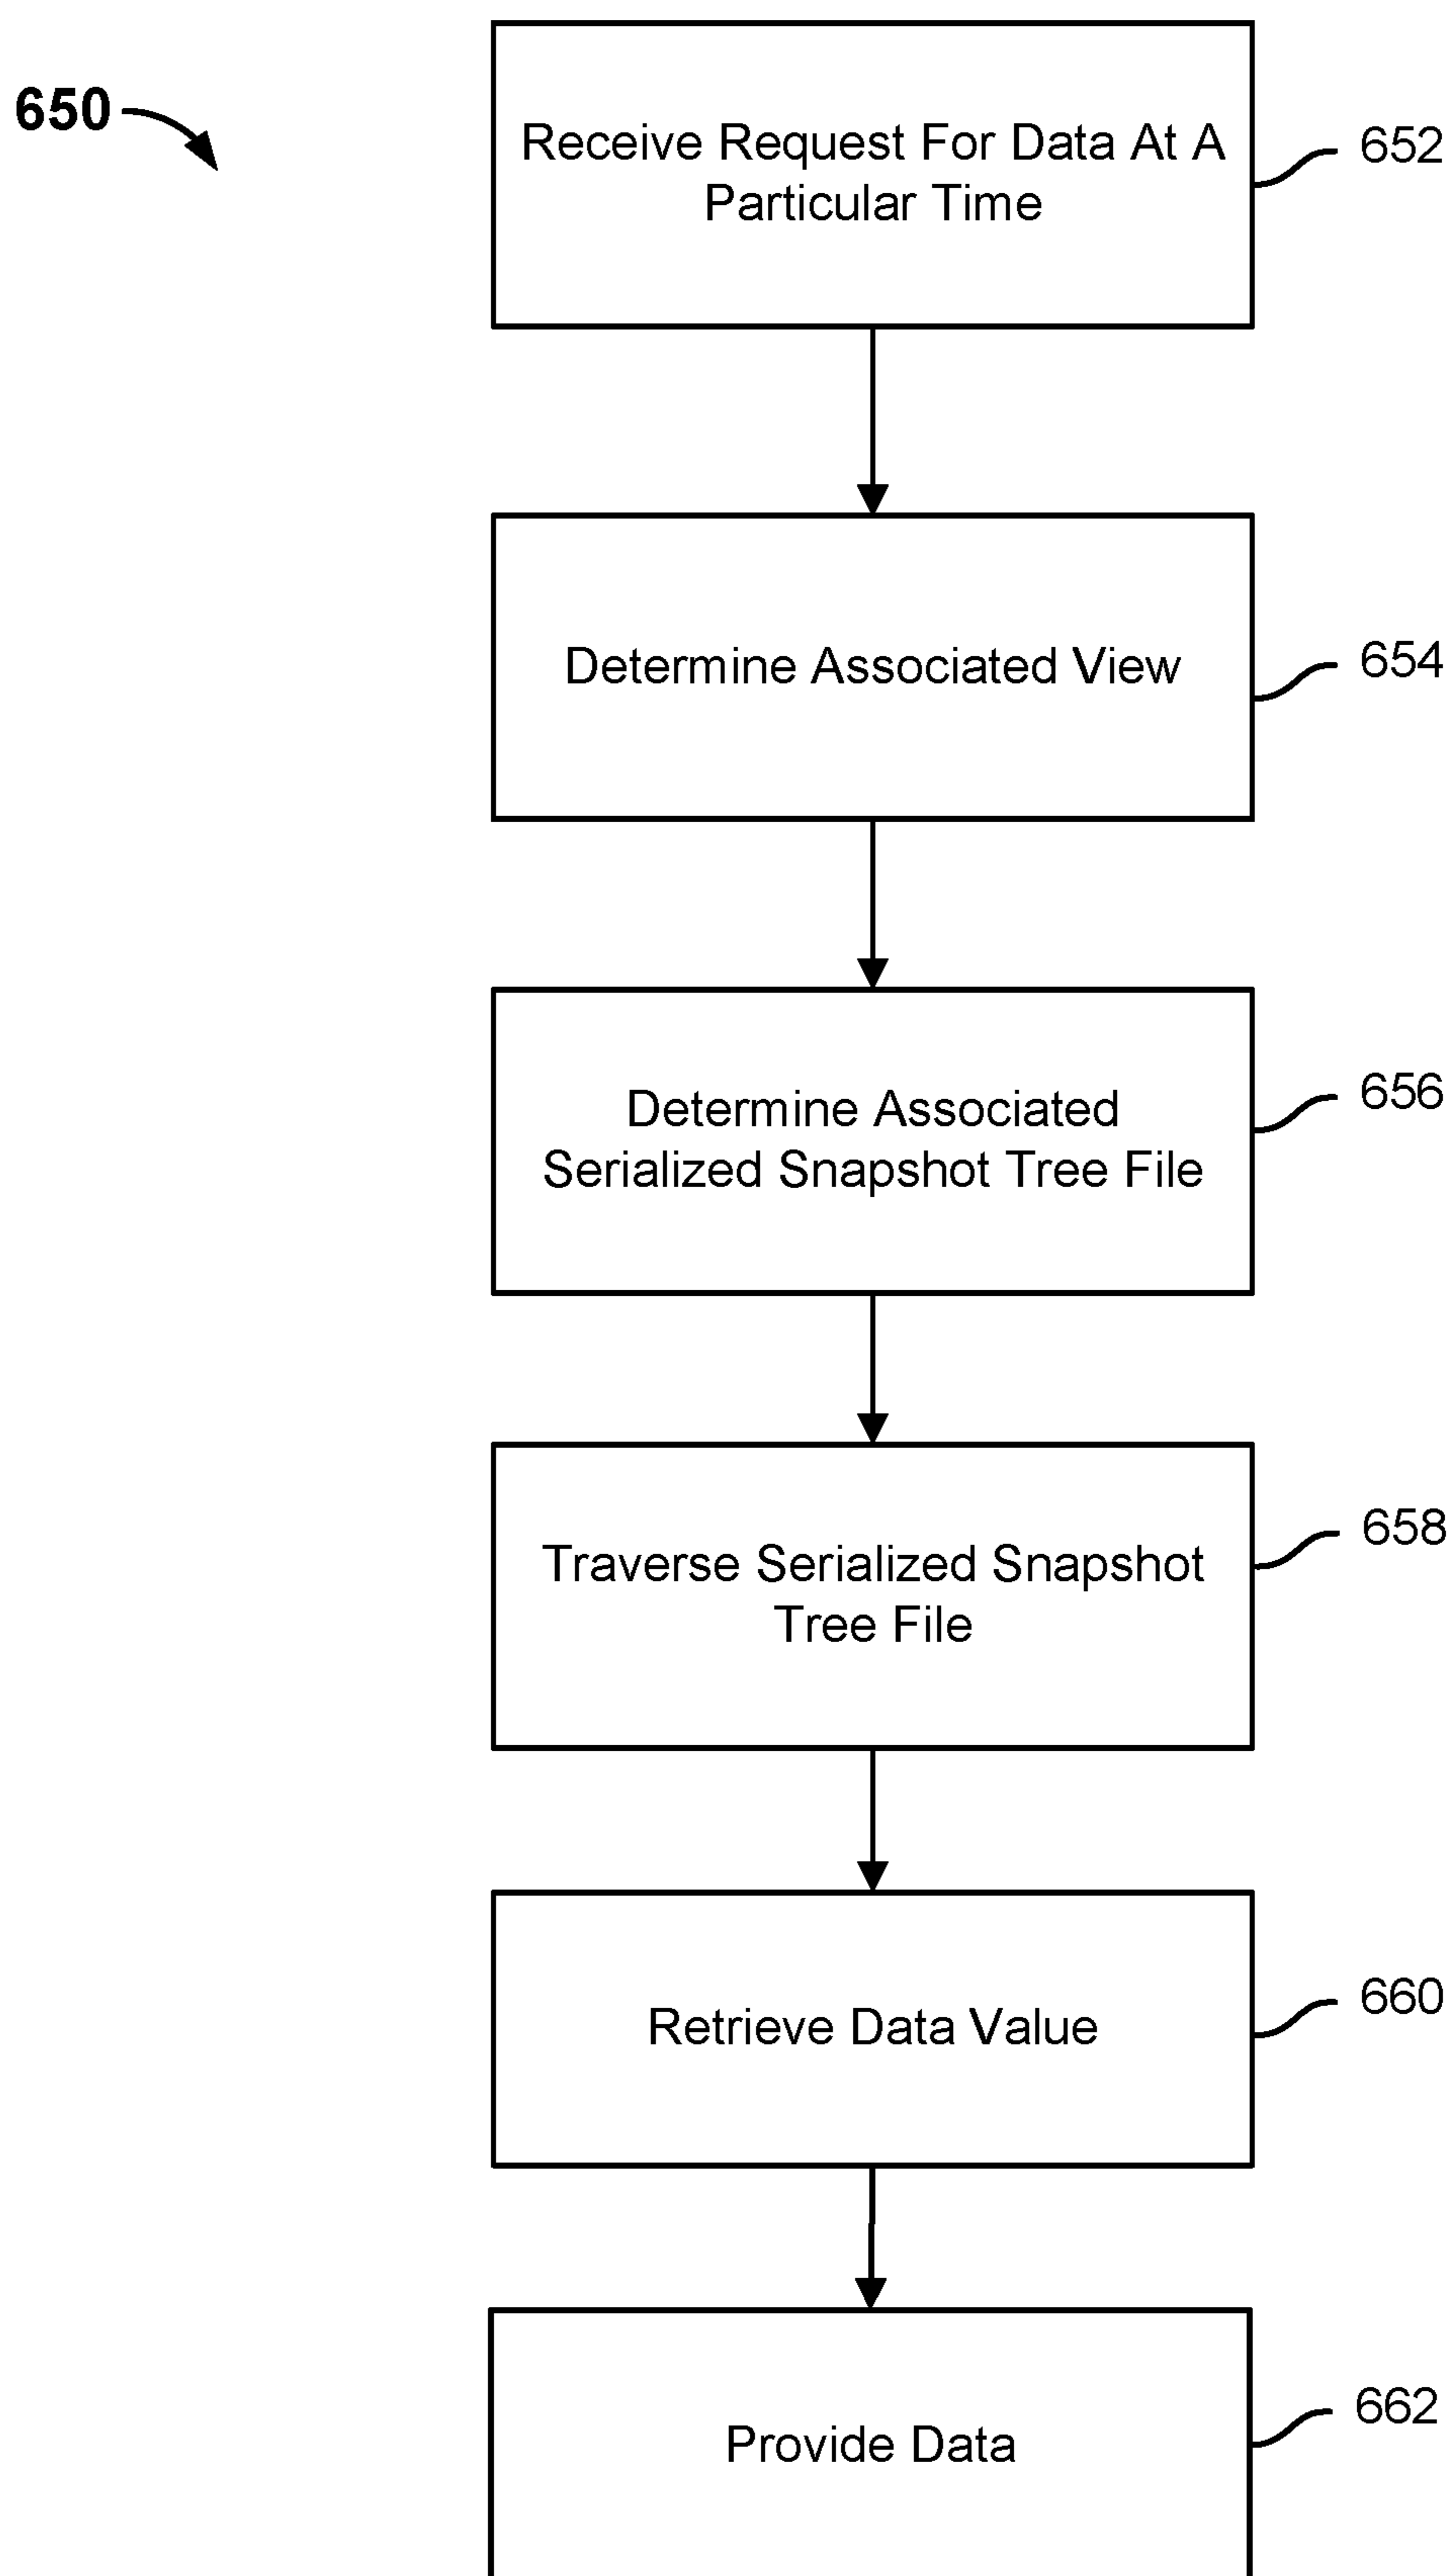 650
Receive Request For Data At A
Particular Time
652
Determine Associated View
654
Determine Associated
Serialized Snapshot Tree File
656
Traverse Serialized Snapshot
Tree File
658
Retrieve Data Value
660
Provide Data
662